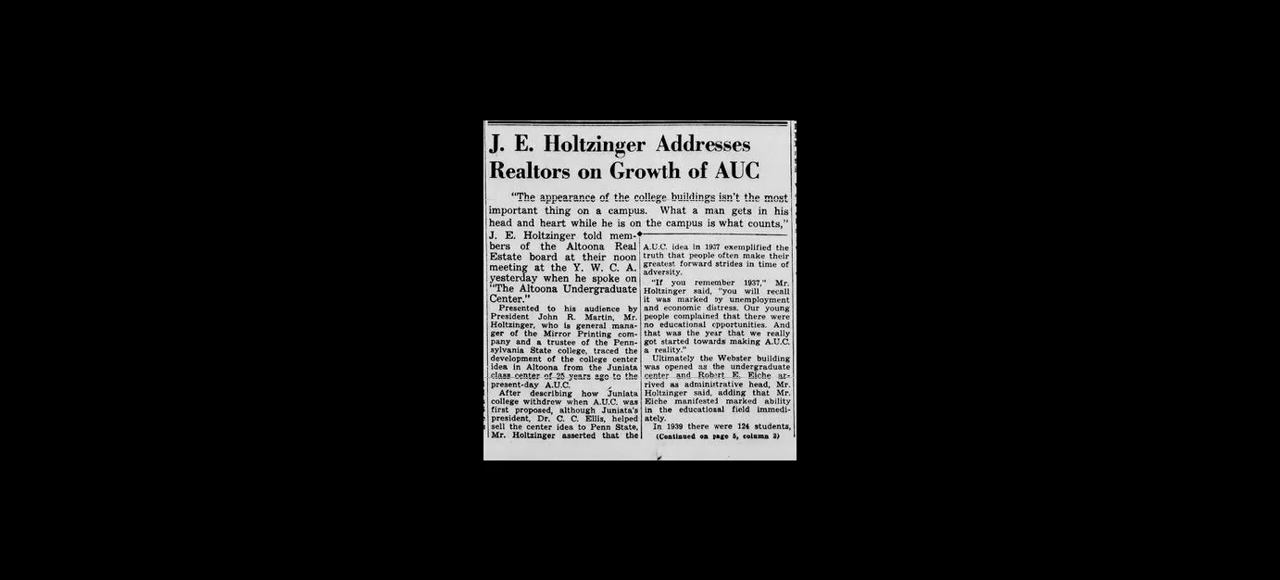 J. E. Holtzinger Addresses
Realtors on Growth of AUC
"The appearance of the college buildings isn't the most
important thing on a campus. What a man gets in his
head and heart while he is on the campus is what counts,"
J. E. Holtzinger told mem-
bers of the Altoona Real
Estate board at their noon
meeting at the Y. W. C. A.
yesterday when he spoke on
"The Altoona Undergraduate
Center."
Presented to his audience by
President John R. Martin, Mr.
Holtzinger, who is general mana-
ger of the Mirror Printing com-
pany and a trustee of the Penn-
sylvania State college, traced the
development of the college center
idea in Altoona from the Juniata
class center of 25 years ago to the
present-day A.U.C.
After describing how Juniata
college withdrew when A.U.C. was
first proposed, although Juniata's
president, Dr. C. C. Ellis, helped
sell the center idea to Penn State,
Mr. Holtzinger asserted that the
A.U.C. idea in 1937 exemplified the
truth that people often make their
greatest forward strides in time of
adversity.
"If you remember 1937," Mr.
Holtzinger said, "you will recall
it was marked by unemployment
and economic distress. Our young
people complained that there were
no educational opportunities. And
that was the year that we really
got started towards making A.U.C.
a reality."
Ultimately the Webster building
was opened as the undergraduate
center and Robert E. Eiche ar-
rived as administrative head, Mr.
Holtzinger said, adding that Mr.
Eiche manifested marked ability
in the educational field immedi-
ately.
In 1939 there were 124 students,
(Continued on page 5, column 3)